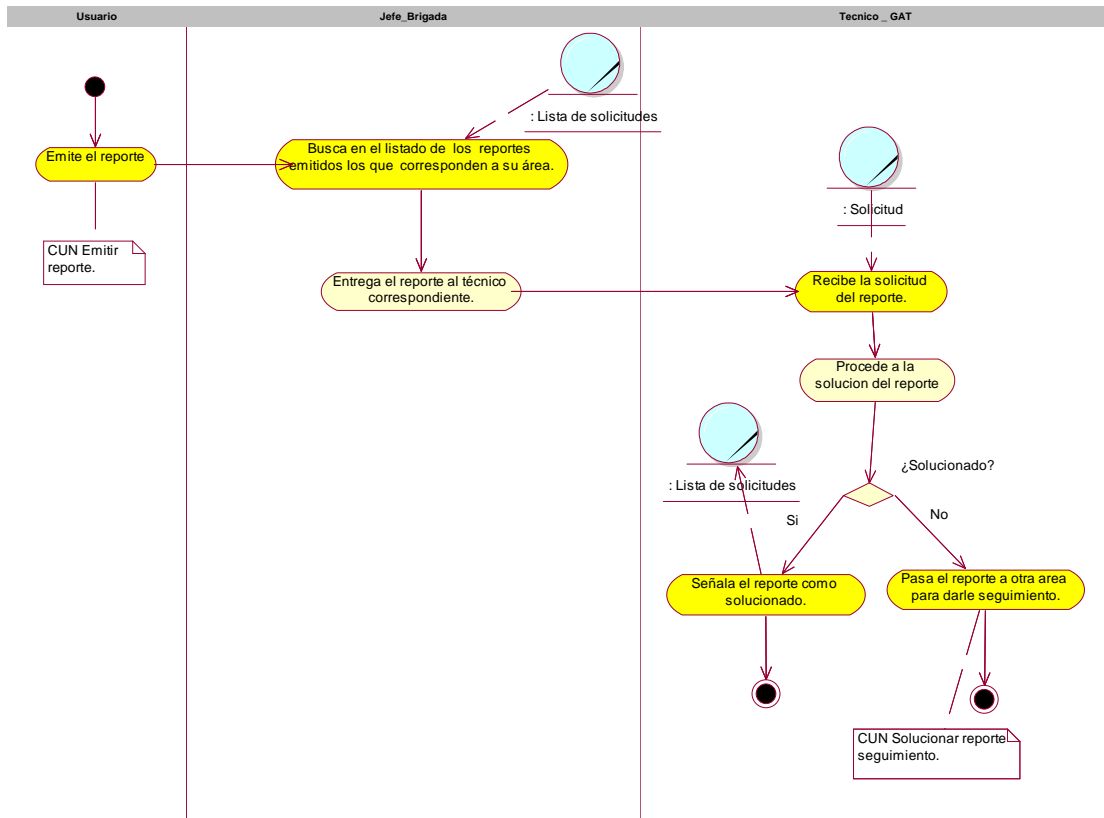 Usuario
Jefe_Brigada
Tecnico _ GAT
: Lista de solicitudes
Emite el reporte
Busca en el listado de los reportes
emitidos los que corresponden a su área.
: Solicitud
CUN Emitir
reporte.
Entrega el reporte al técnico
correspondiente.
Recibe la solicitud
del reporte.
Procede a la
solucion del reporte
¿Solucionado?
: Lista de solicitudes
Si
No
Señala el reporte como
solucionado.
Pasa el reporte a otra area
para darle seguimiento.
CUN Solucionar reporte
seguimiento.